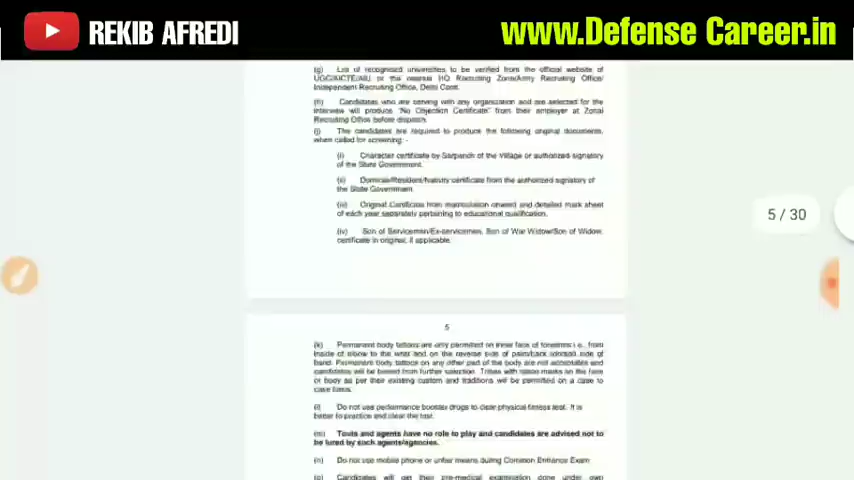 REKIB AFREDI
www.Defense Career.in
(g) List of recognised universities to be verified from the official website of
UGC/AICTE/AIU or the nearest HQ Recruiting Zone/Army Recruiting Office/
Independent Recruiting Office, Delhi Cantt.
(h) Candidates who are serving with any organization and are selected for the
interview will produce "No Objection Certificate" from their employer at Zonal
Recruiting Office before dispatch.
(j) The candidates are required to produce the following original documents,
when called for screening: -
(i) Character certificate by Sarpanch of the Village or authorized signatory
of the State Government.
(ii) Domicile/Resident/Nativity certificate from the authorized signatory of
the State Government.
(iii) Original Certificate from matriculation onward and detailed mark sheet
of each year separately pertaining to educational qualification.
(iv) Son of Serviceman/Ex-servicemen, Son of War Widow/Son of Widow,
certificate in original, if applicable.
5 / 30
5
(k) Permanent body tattoos are only permitted on inner face of forearms i.e. from
inside of elbow to the wrist and on the reverse side of palm/back (dorsal) side of
hand. Permanent body tattoos on any other part of the body are not acceptable and
candidates will be barred from further selection. Tribes with tattoo marks on the face
or body as per their existing custom and traditions will be permitted on a case to
case basis.
(l) Do not use performance booster drugs to clear physical fitness test. It is
better to practice and clear the test.
(m) Touts and agents have no role to play and candidates are advised not to
be lured by such agents/agencies.
(n) Do not use mobile phone or unfair means during Common Entrance Exam
(o) Candidates will get their pre-medical examination done under own